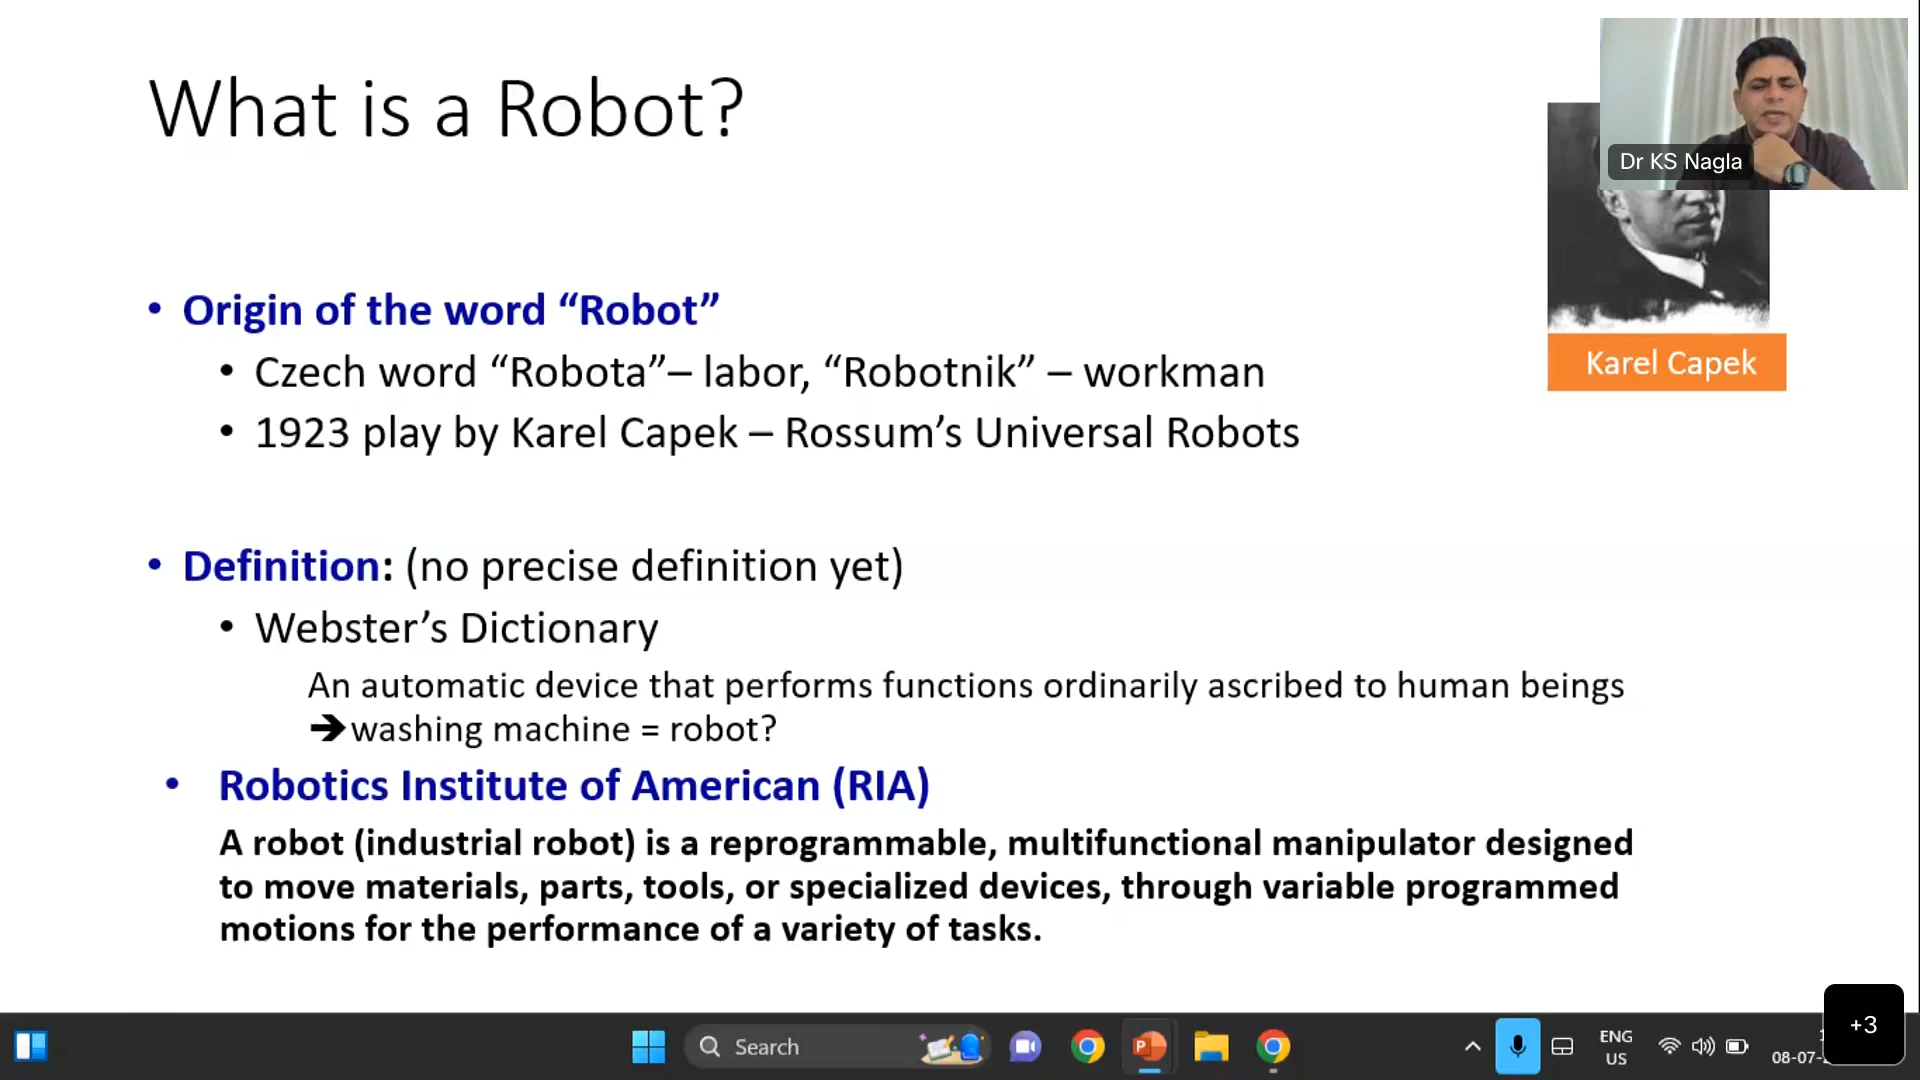 What is a Robot?
Dr KS Nagla
Karel Capek
• Origin of the word “Robot”
• Czech word “Robota”– labor, “Robotnik” – workman
• 1923 play by Karel Capek – Rossum’s Universal Robots
• Definition: (no precise definition yet)
• Webster’s Dictionary
An automatic device that performs functions ordinarily ascribed to human beings
➔washing machine = robot?
• Robotics Institute of American (RIA)
A robot (industrial robot) is a reprogrammable, multifunctional manipulator designed
to move materials, parts, tools, or specialized devices, through variable programmed
motions for the performance of a variety of tasks.
Search
ENG
US
08-07-
+3